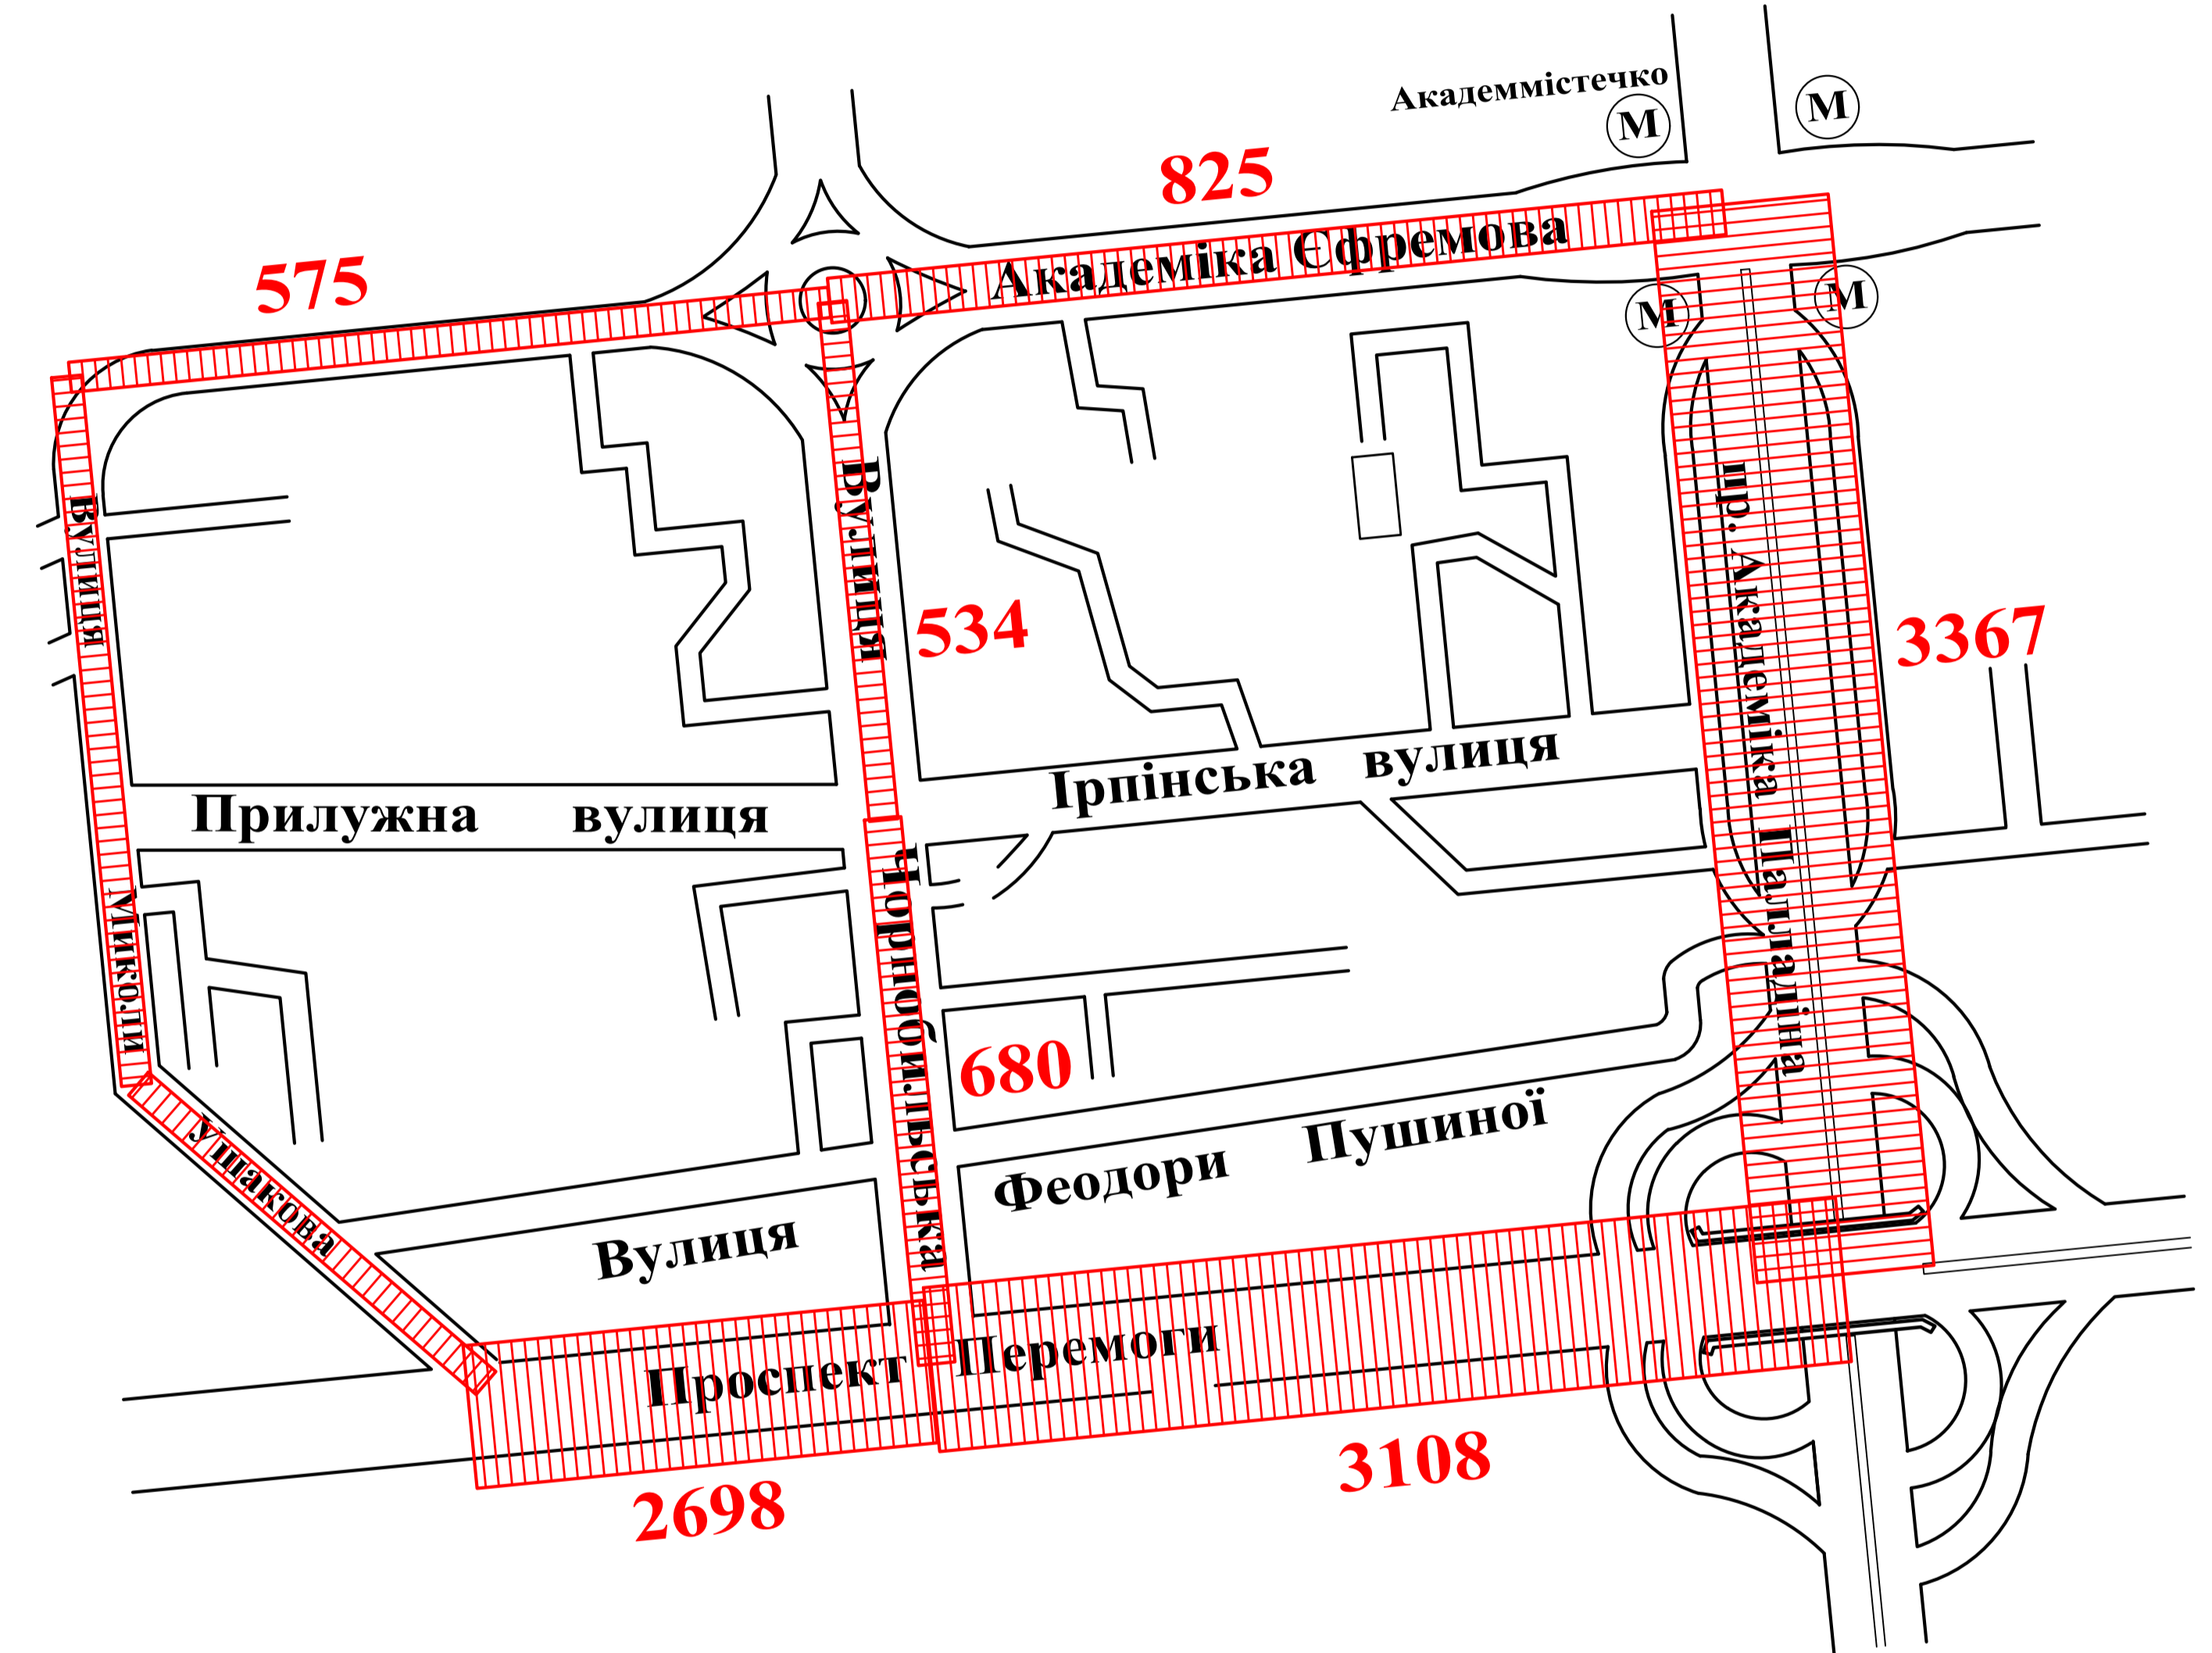 Академмістечко
М
М
825
575
Академіка Єфремова
М
М
Вулиця
Миколи
Ушакова
Вулиця
Чорнобильська
534
680
пр. Академіка Палладіна
3367
Прилужна вулиця
Ірпінська вулиця
Вулиця Феодори Пушиної
Проспект Перемоги
2698
3108